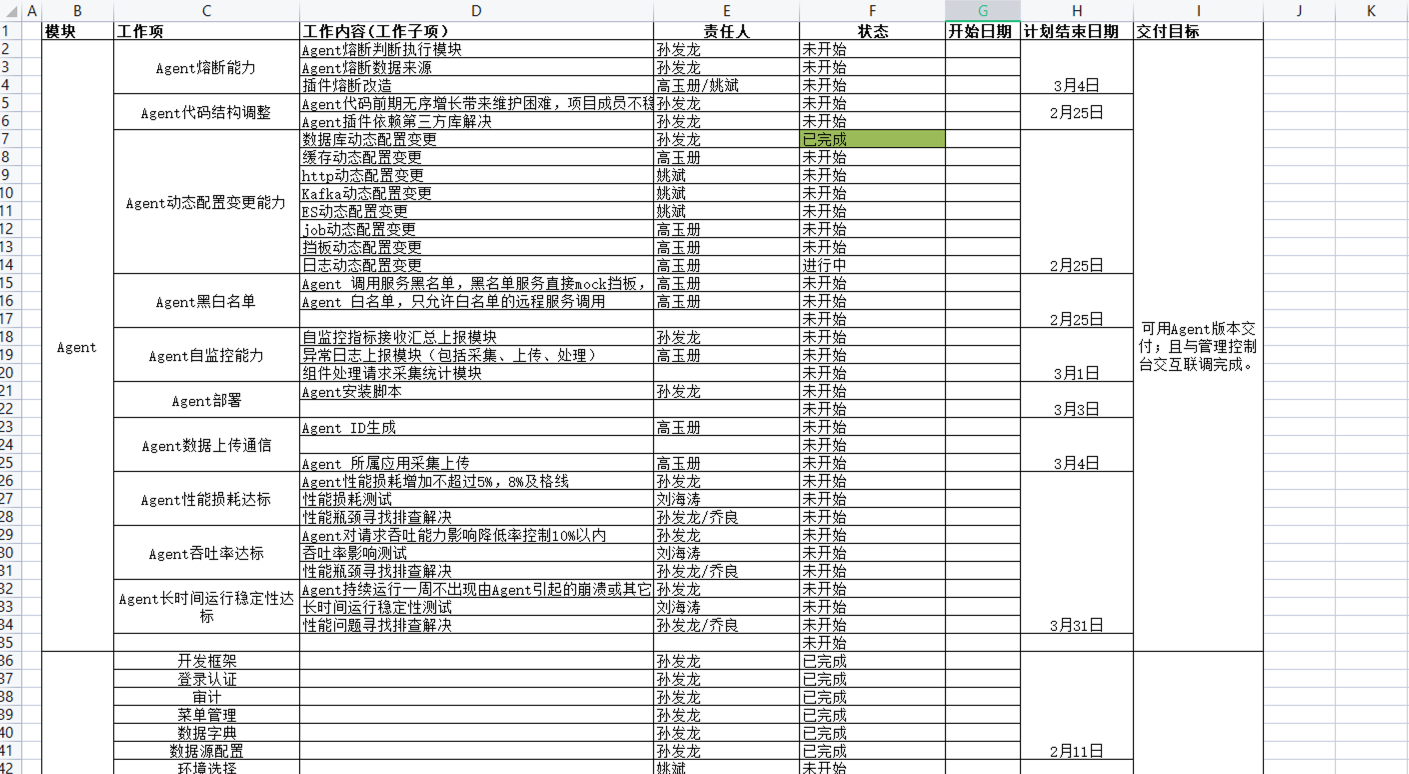 A B C D E F G H I J K
1 模块 工作项 工作内容(工作子项) 责任人 状态 开始日期 计划结束日期 交付目标
2 Agent熔断判断执行模块 孙发龙 未开始
3 Agent熔断能力 Agent熔断数据来源 孙发龙 未开始
4 插件熔断改造 高玉册/姚斌 未开始 3月4日
5 Agent代码结构调整 Agent代码前期无序增长带来维护困难，项目成员不稳 孙发龙 未开始 2月25日
6 Agent插件依赖第三方库解决 孙发龙 未开始
7 数据库动态配置变更 孙发龙 已完成
8 缓存动态配置变更 高玉册 未开始
9 http动态配置变更 姚斌 未开始
10 Kafka动态配置变更 姚斌 未开始
11 Agent动态配置变更能力 ES动态配置变更 姚斌 未开始
12 job动态配置变更 高玉册 未开始
13 挡板动态配置变更 高玉册 未开始
14 日志动态配置变更 高玉册 进行中 2月25日
15 Agent 调用服务黑名单，黑名单服务直接mock挡板， 高玉册 未开始
16 Agent黑白名单 Agent 白名单，只允许白名单的远程服务调用 高玉册 未开始
17 未开始 2月25日
18 自监控指标接收汇总上报模块 孙发龙 未开始 可用Agent版本交
19 Agent Agent自监控能力 异常日志上报模块（包括采集、上传、处理） 高玉册 未开始 付；且与管理控制
20 组件处理请求采集统计模块 未开始 3月1日 台交互联调完成。
21 Agent部署 Agent安装脚本 孙发龙 未开始
22 未开始 3月3日
23 Agent ID生成 高玉册 未开始
24 Agent数据上传通信 未开始
25 Agent 所属应用采集上传 高玉册 未开始 3月4日
26 Agent性能损耗增加不超过5%，8%及格线 孙发龙 未开始
27 Agent性能损耗达标 性能损耗测试 刘海涛 未开始
28 性能瓶颈寻找排查解决 孙发龙/乔良 未开始
29 Agent对请求吞吐能力影响降低率控制10%以内 孙发龙 未开始
30 Agent吞吐率达标 吞吐率影响测试 刘海涛 未开始
31 性能瓶颈寻找排查解决 孙发龙/乔良 未开始
32 Agent长时间运行稳定性达 Agent持续运行一周不出现由Agent引起的崩溃或其它 孙发龙 未开始
33 标 长时间运行稳定性测试 刘海涛 未开始
34 性能问题寻找排查解决 孙发龙/乔良 未开始 3月31日
35 未开始
36 开发框架 孙发龙 已完成
37 登录认证 孙发龙 已完成
38 审计 孙发龙 已完成
39 菜单管理 孙发龙 已完成
40 数据字典 孙发龙 已完成
41 数据源配置 孙发龙 已完成 2月11日
42 环境选择 姚斌 未开始